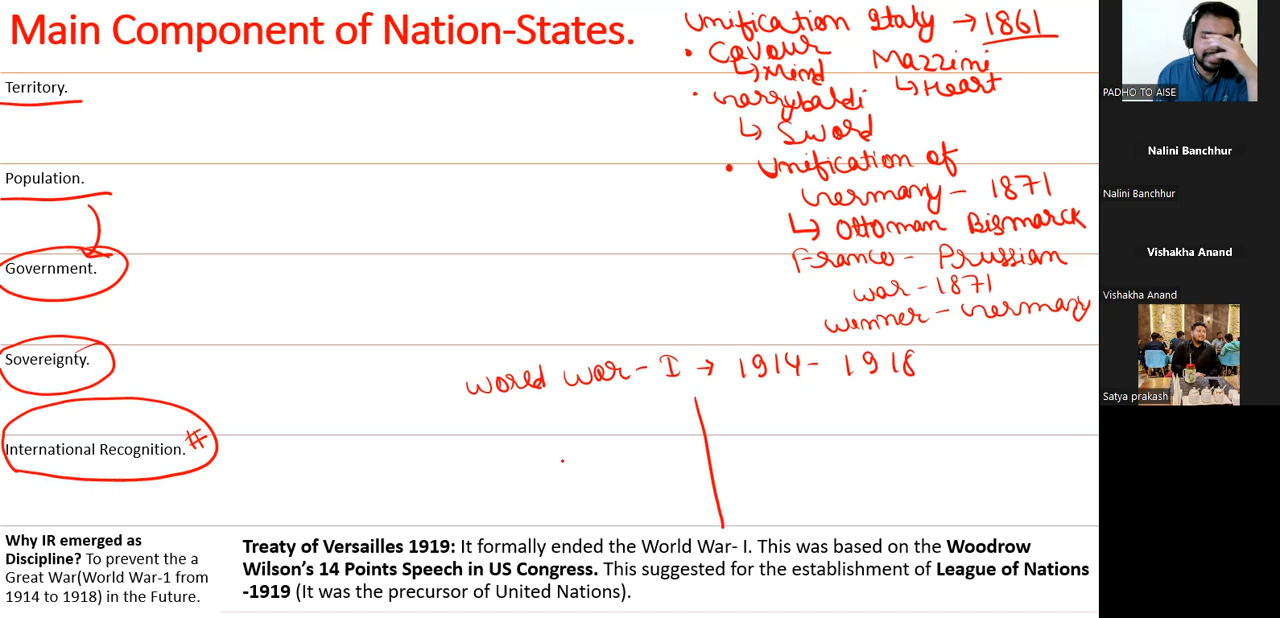 Main Component of Nation-States.
Territory.
Population.
Government.
Sovereignty.
International Recognition. #
Unification Italy → 1861
• Cavour
↳ Mind
Mazzini
↳ Heart
• Garrybaldi
↳ Sword
• Unification of
Germany - 1871
↳ Ottoman Bismarck
France - Prussian
war - 1871
Winner - Germany
World War - I → 1914 - 1918
Why IR emerged as
Discipline? To prevent the a
Great War(World War-1 from
1914 to 1918) in the Future.
Treaty of Versailles 1919: It formally ended the World War- I. This was based on the Woodrow
Wilson's 14 Points Speech in US Congress. This suggested for the establishment of League of Nations
-1919 (It was the precursor of United Nations).
PADHO TO AISE
Nalini Banchhur
Nalini Banchhur
Vishakha Anand
Vishakha Anand
Satya prakash